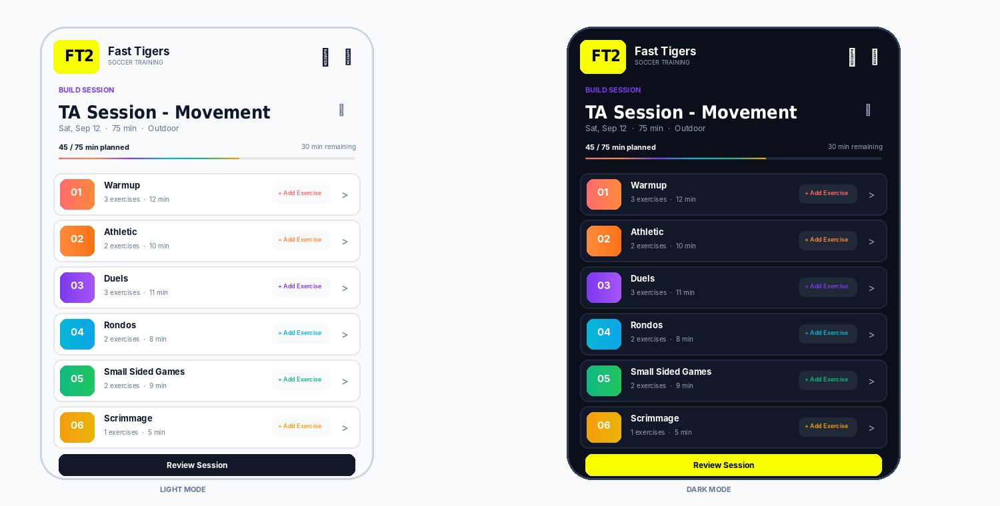 FT2
Fast Tigers
SOCCER TRAINING
BUILD SESSION
TA Session - Movement
Sat, Sep 12 · 75 min · Outdoor
45 / 75 min planned
30 min remaining
01
Warmup
3 exercises · 12 min
+ Add Exercise
>
02
Athletic
2 exercises · 10 min
+ Add Exercise
>
03
Duels
3 exercises · 11 min
+ Add Exercise
>
04
Rondos
2 exercises · 8 min
+ Add Exercise
>
05
Small Sided Games
2 exercises · 9 min
+ Add Exercise
>
06
Scrimmage
1 exercises · 5 min
+ Add Exercise
>
Review Session
LIGHT MODE
FT2
Fast Tigers
SOCCER TRAINING
BUILD SESSION
TA Session - Movement
Sat, Sep 12 · 75 min · Outdoor
45 / 75 min planned
30 min remaining
01
Warmup
3 exercises · 12 min
+ Add Exercise
>
02
Athletic
2 exercises · 10 min
+ Add Exercise
>
03
Duels
3 exercises · 11 min
+ Add Exercise
>
04
Rondos
2 exercises · 8 min
+ Add Exercise
>
05
Small Sided Games
2 exercises · 9 min
+ Add Exercise
>
06
Scrimmage
1 exercises · 5 min
+ Add Exercise
>
Review Session
DARK MODE